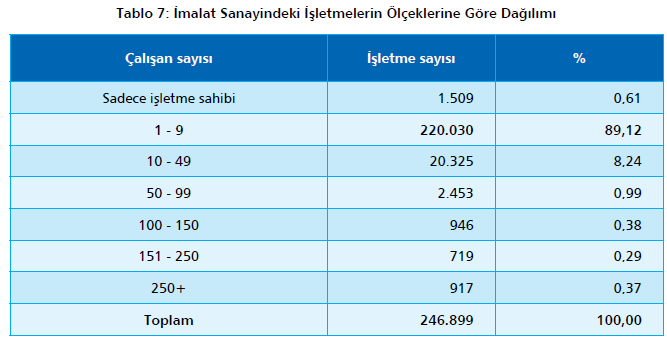 Tablo 7: İmalat Sanayindeki İşletmelerin Ölçeklerine Göre Dağılımı
Çalışan sayısı İşletme sayısı %
Sadece işletme sahibi 1.509 0,61
1 - 9 220.030 89,12
10 - 49 20.325 8,24
50 - 99 2.453 0,99
100 - 150 946 0,38
151 - 250 719 0,29
250+ 917 0,37
Toplam 246.899 100,00